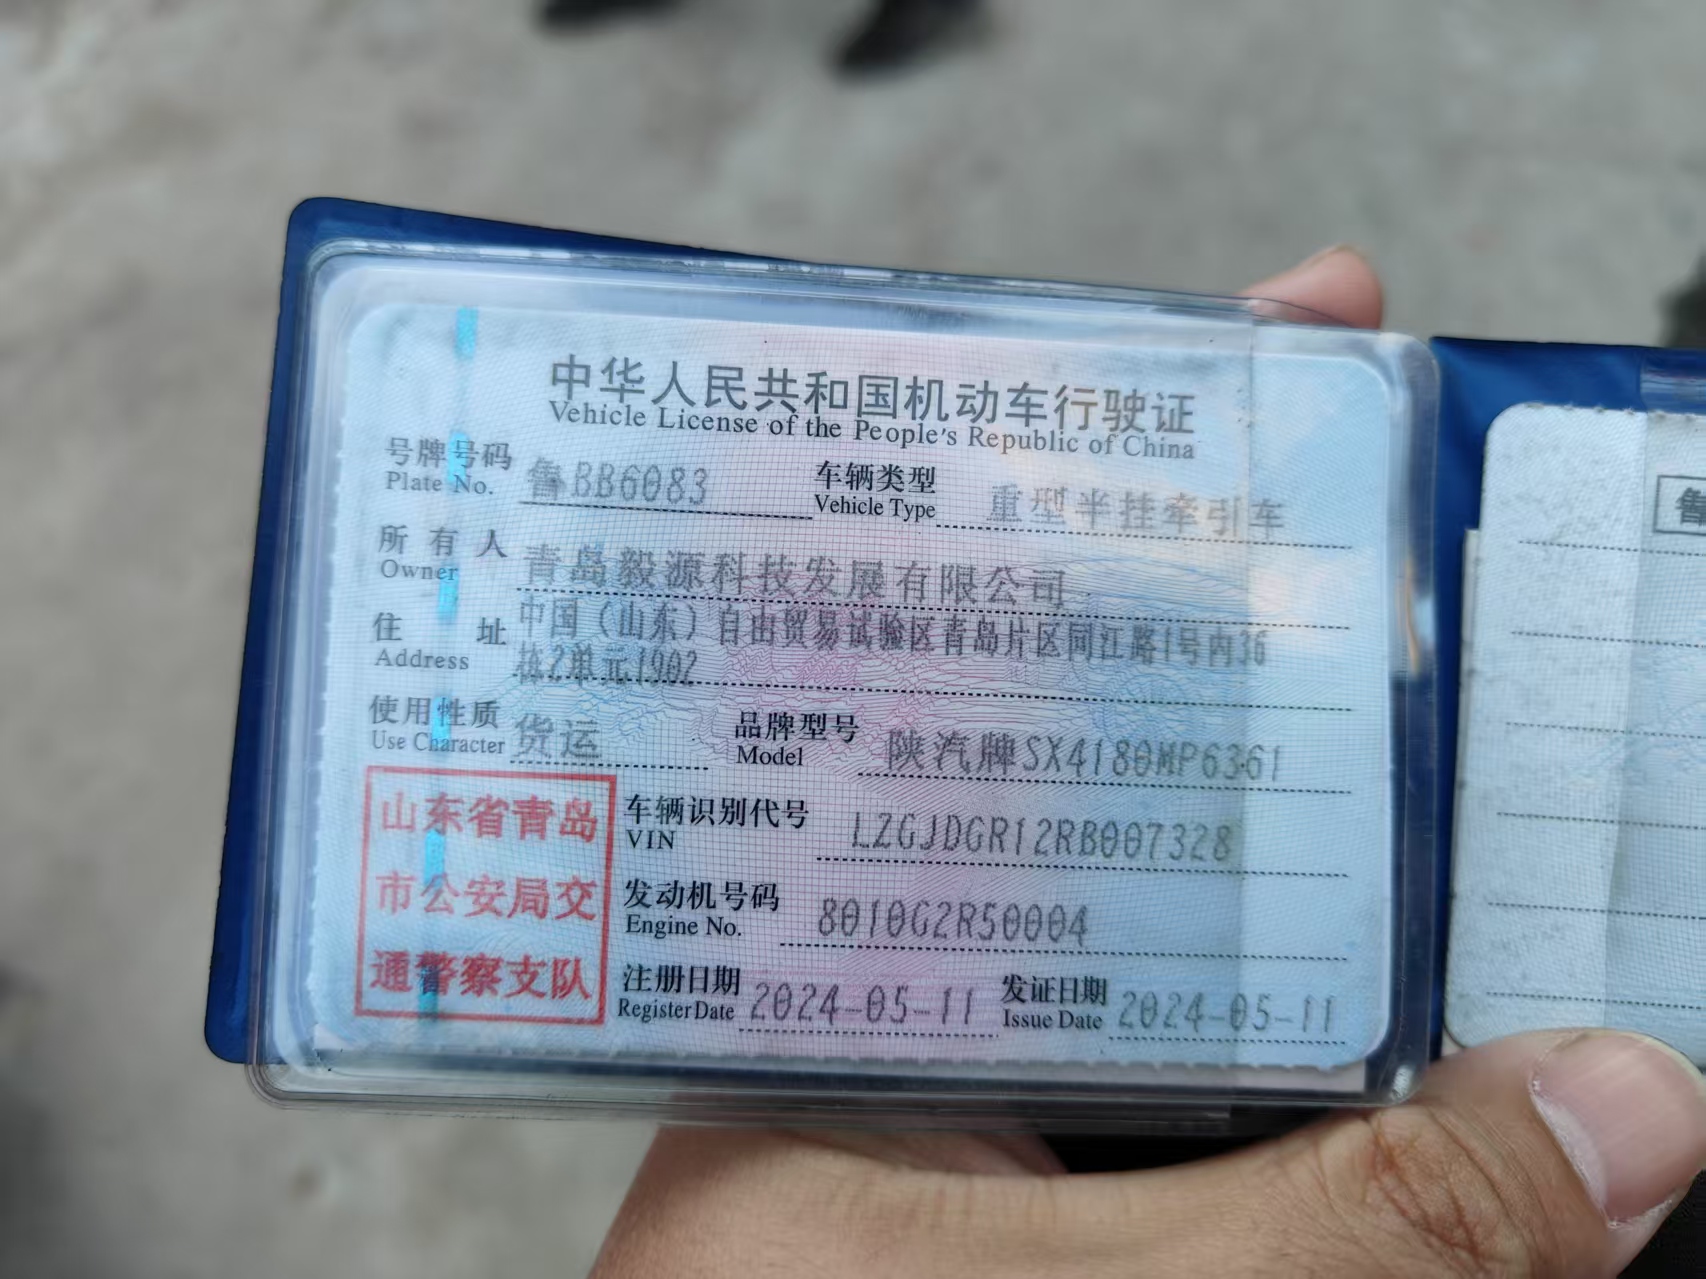 中华人民共和国机动车行驶证
Vehicle License of the People's Republic of China
号牌号码 鲁BB6083 车辆类型 重型半挂牵引车
Plate No. Vehicle Type
所有人 青岛毅源科技发展有限公司
Owner
住址 中国（山东）自由贸易试验区青岛片区同江路1号内36
Address 栋2单元1902
使用性质 货运 品牌型号 陕汽牌SX4180MP6361
Use Character Model
山东省青岛
市公安局交
通警察支队
车辆识别代号 LZGJDGR12RB007328
VIN
发动机号码 8010G2R50004
Engine No.
注册日期 2024-05-11 发证日期 2024-05-11
Register Date Issue Date
鲁